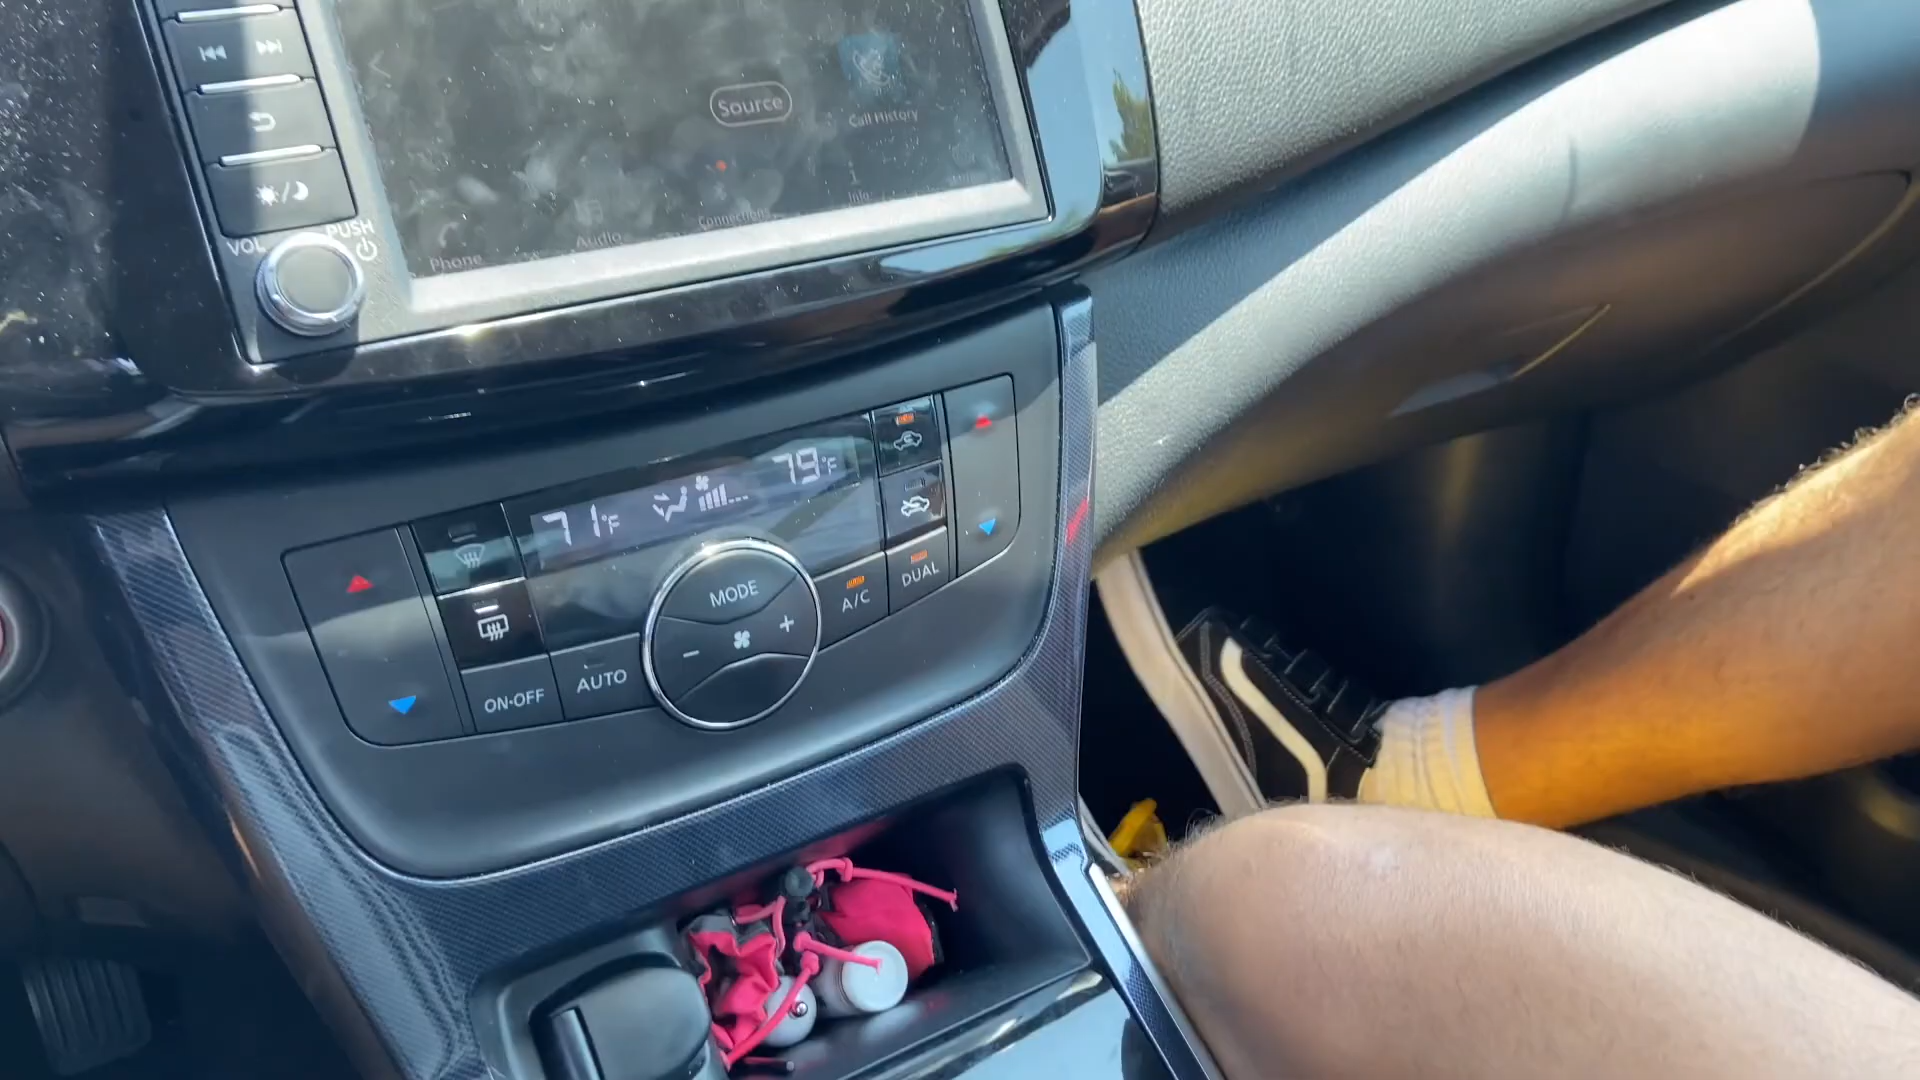 Source
Call History
Info
Connections
Audio
Phone
VOL
PUSH
71°F
79°F
MODE
- +
A/C
DUAL
AUTO
ON·OFF